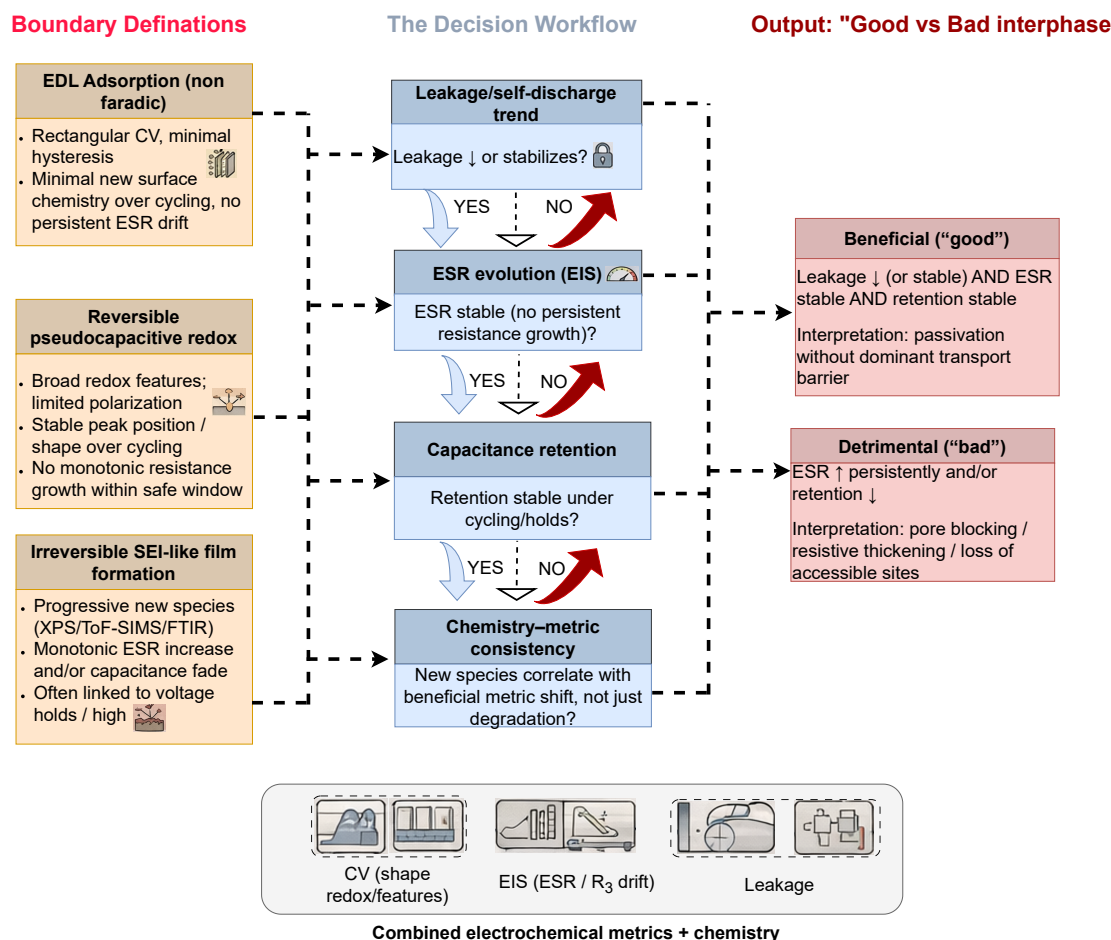 Boundary Definations
The Decision Workflow
Output: "Good vs Bad interphase
EDL Adsorption (non
faradic)
• Rectangular CV, minimal
hysteresis
• Minimal new surface
chemistry over cycling, no
persistent ESR drift
Reversible
pseudocapacitive redox
• Broad redox features;
limited polarization
• Stable peak position /
shape over cycling
• No monotonic resistance
growth within safe window
Irreversible SEI-like film
formation
• Progressive new species
(XPS/ToF-SIMS/FTIR)
• Monotonic ESR increase
and/or capacitance fade
• Often linked to voltage
holds / high
Leakage/self-discharge
trend
Leakage ↓ or stabilizes?
YES
NO
ESR evolution (EIS)
ESR stable (no persistent
resistance growth)?
YES
NO
Capacitance retention
Retention stable under
cycling/holds?
YES
NO
Chemistry–metric
consistency
New species correlate with
beneficial metric shift, not just
degradation?
Beneficial (“good”)
Leakage ↓ (or stable) AND ESR
stable AND retention stable
Interpretation: passivation
without dominant transport
barrier
Detrimental (“bad”)
ESR ↑ persistently and/or
retention ↓
Interpretation: pore blocking /
resistive thickening / loss of
accessible sites
CV (shape
redox/features)
EIS (ESR / R3 drift)
Leakage
Combined electrochemical metrics + chemistry